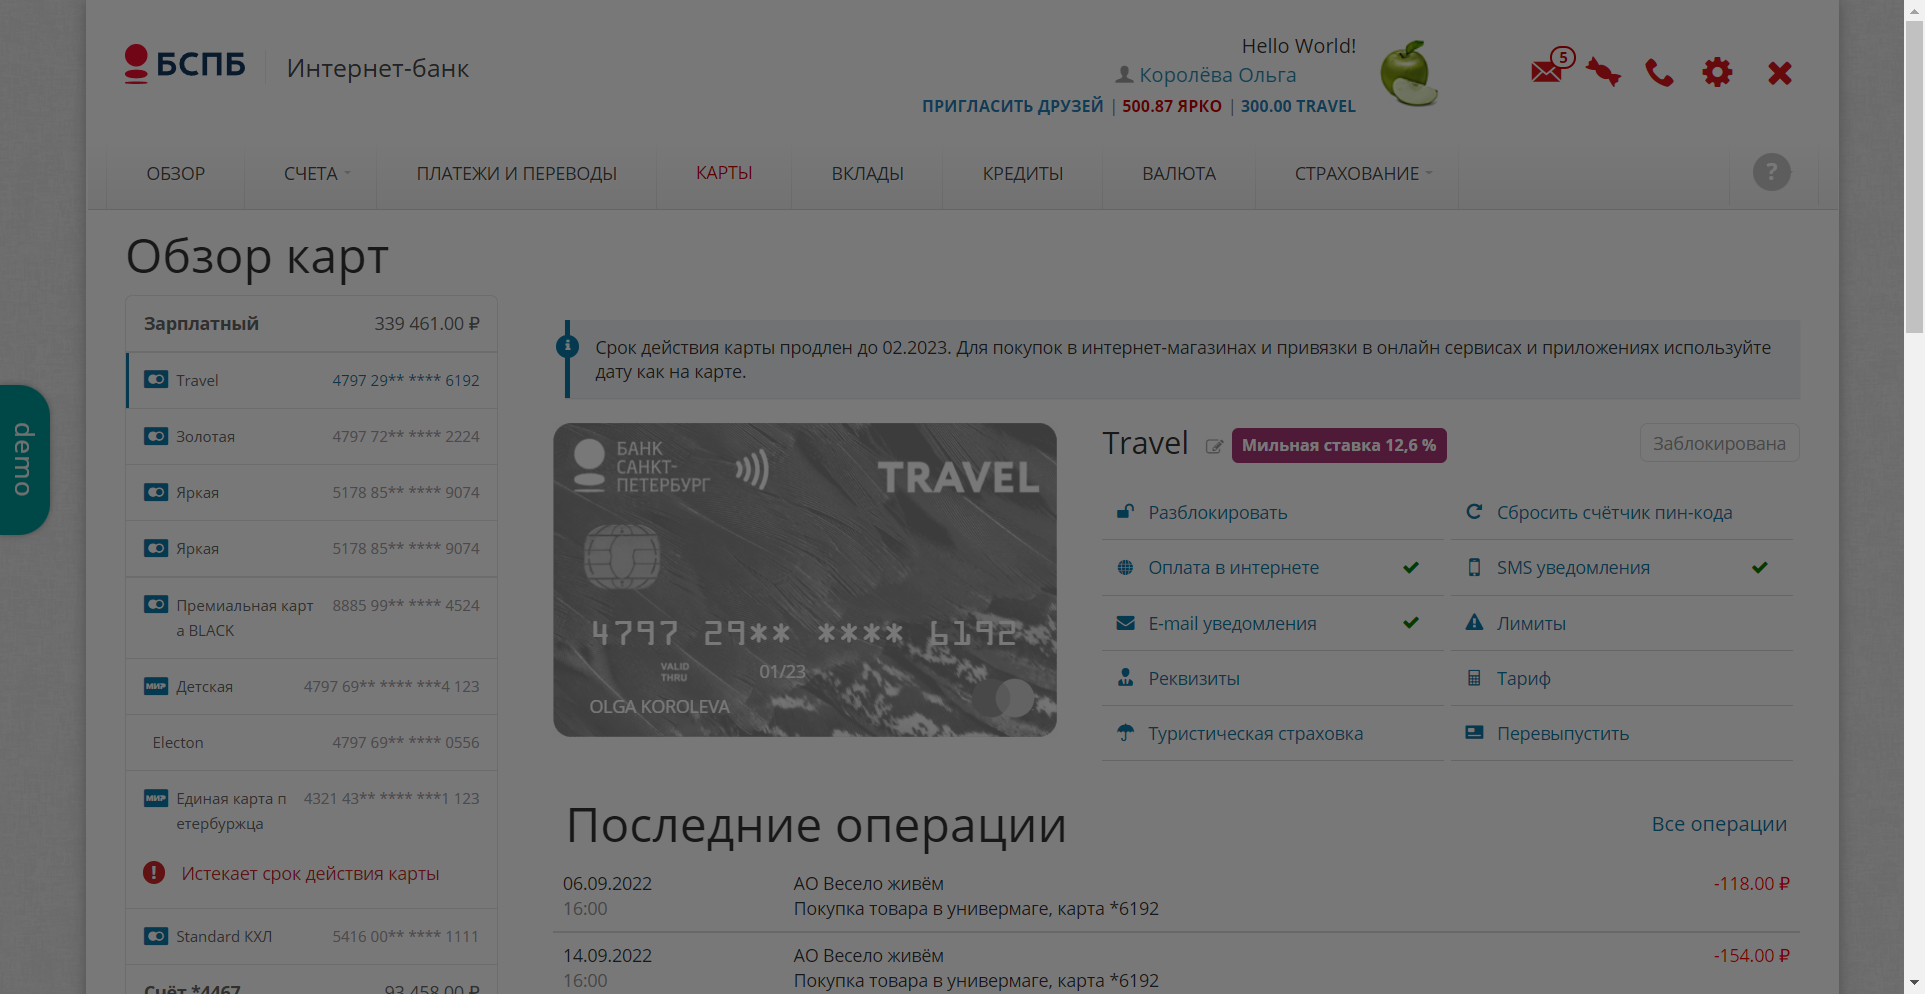 БСПБ
Интернет-банк
Hello World!
Королёва Ольга
ПРИГЛАСИТЬ ДРУЗЕЙ | 500.87 ЯРКО | 300.00 TRAVEL
5
ОБЗОР
СЧЕТА
ПЛАТЕЖИ И ПЕРЕВОДЫ
КАРТЫ
ВКЛАДЫ
КРЕДИТЫ
ВАЛЮТА
СТРАХОВАНИЕ
?
demo
Обзор карт
Зарплатный 339 461.00 ₽
Travel 4797 29** **** 6192
Золотая 4797 72** **** 2224
Яркая 5178 85** **** 9074
Яркая 5178 85** **** 9074
Премиальная карт 8885 99** **** 4524
а BLACK
МИР Детская 4797 69** **** ***4 123
Electon 4797 69** **** 0556
МИР Единая карта п 4321 43** **** ***1 123
етербуржца
Истекает срок действия карты
Standard КХЛ 5416 00** **** 1111
Счёт *4467 93 458.00 ₽
Срок действия карты продлен до 02.2023. Для покупок в интернет-магазинах и привязки в онлайн сервисах и приложениях используйте
дату как на карте.
БАНК
САНКТ-
ПЕТЕРБУРГ
TRAVEL
4797 29** **** 6192
VALID
THRU
01/23
OLGA KOROLEVA
Travel
Мильная ставка 12,6 %
Заблокирована
Разблокировать
Сбросить счётчик пин-кода
Оплата в интернете
SMS уведомления
E-mail уведомления
Лимиты
Реквизиты
Тариф
Туристическая страховка
Перевыпустить
Последние операции
Все операции
06.09.2022 АО Весело живём -118.00 ₽
16:00 Покупка товара в универмаге, карта *6192
14.09.2022 АО Весело живём -154.00 ₽
16:00 Покупка товара в универмаге, карта *6192